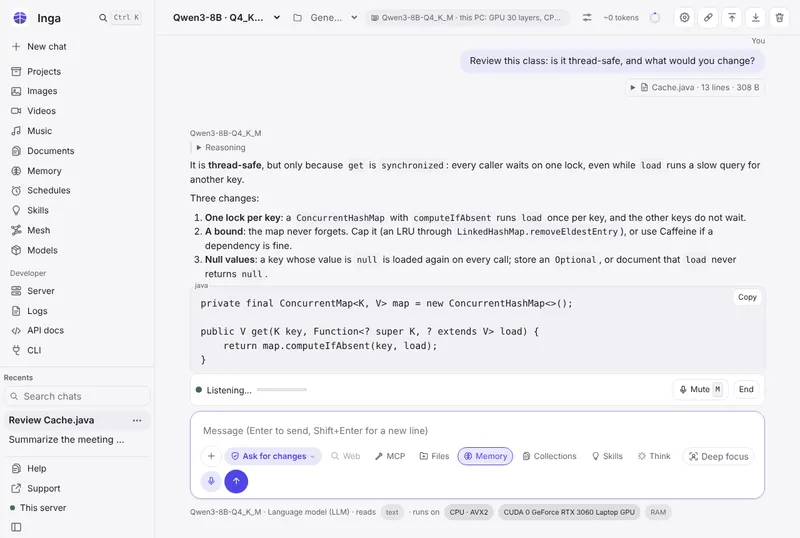 Inga
Ctrl K
New chat
Projects
Images
Videos
Music
Documents
Memory
Schedules
Skills
Mesh
Models
Developer
Server
Logs
API docs
CLI
Recents
Search chats
Review Cache.java
Summarize the meeting ...
Help
Support
This server
Qwen3-8B · Q4_K...
Gene...
Qwen3-8B-Q4_K_M · this PC: GPU 30 layers, CP...
~0 tokens
You
Review this class: is it thread-safe, and what would you change?
Cache.java · 13 lines · 308 B
Qwen3-8B-Q4_K_M
Reasoning
It is thread-safe, but only because get is synchronized: every caller waits on one lock, even while load runs a slow query for
another key.
Three changes:
1. One lock per key: a ConcurrentHashMap with computeIfAbsent runs load once per key, and the other keys do not wait.
2. A bound: the map never forgets. Cap it (an LRU through LinkedHashMap.removeEldestEntry), or use Caffeine if a
dependency is fine.
3. Null values: a key whose value is null is loaded again on every call; store an Optional, or document that load never
returns null.
java
Copy
private final ConcurrentMap<K, V> map = new ConcurrentHashMap<>();
public V get(K key, Function<? super K, ? extends V> load) {
return map.computeIfAbsent(key, load);
}
Listening...
Mute M
End
Message (Enter to send, Shift+Enter for a new line)
Ask for changes
Web
MCP
Files
Memory
Collections
Skills
Think
Deep focus
Qwen3-8B-Q4_K_M · Language model (LLM) · reads text · runs on CPU · AVX2 CUDA 0 GeForce RTX 3060 Laptop GPU RAM